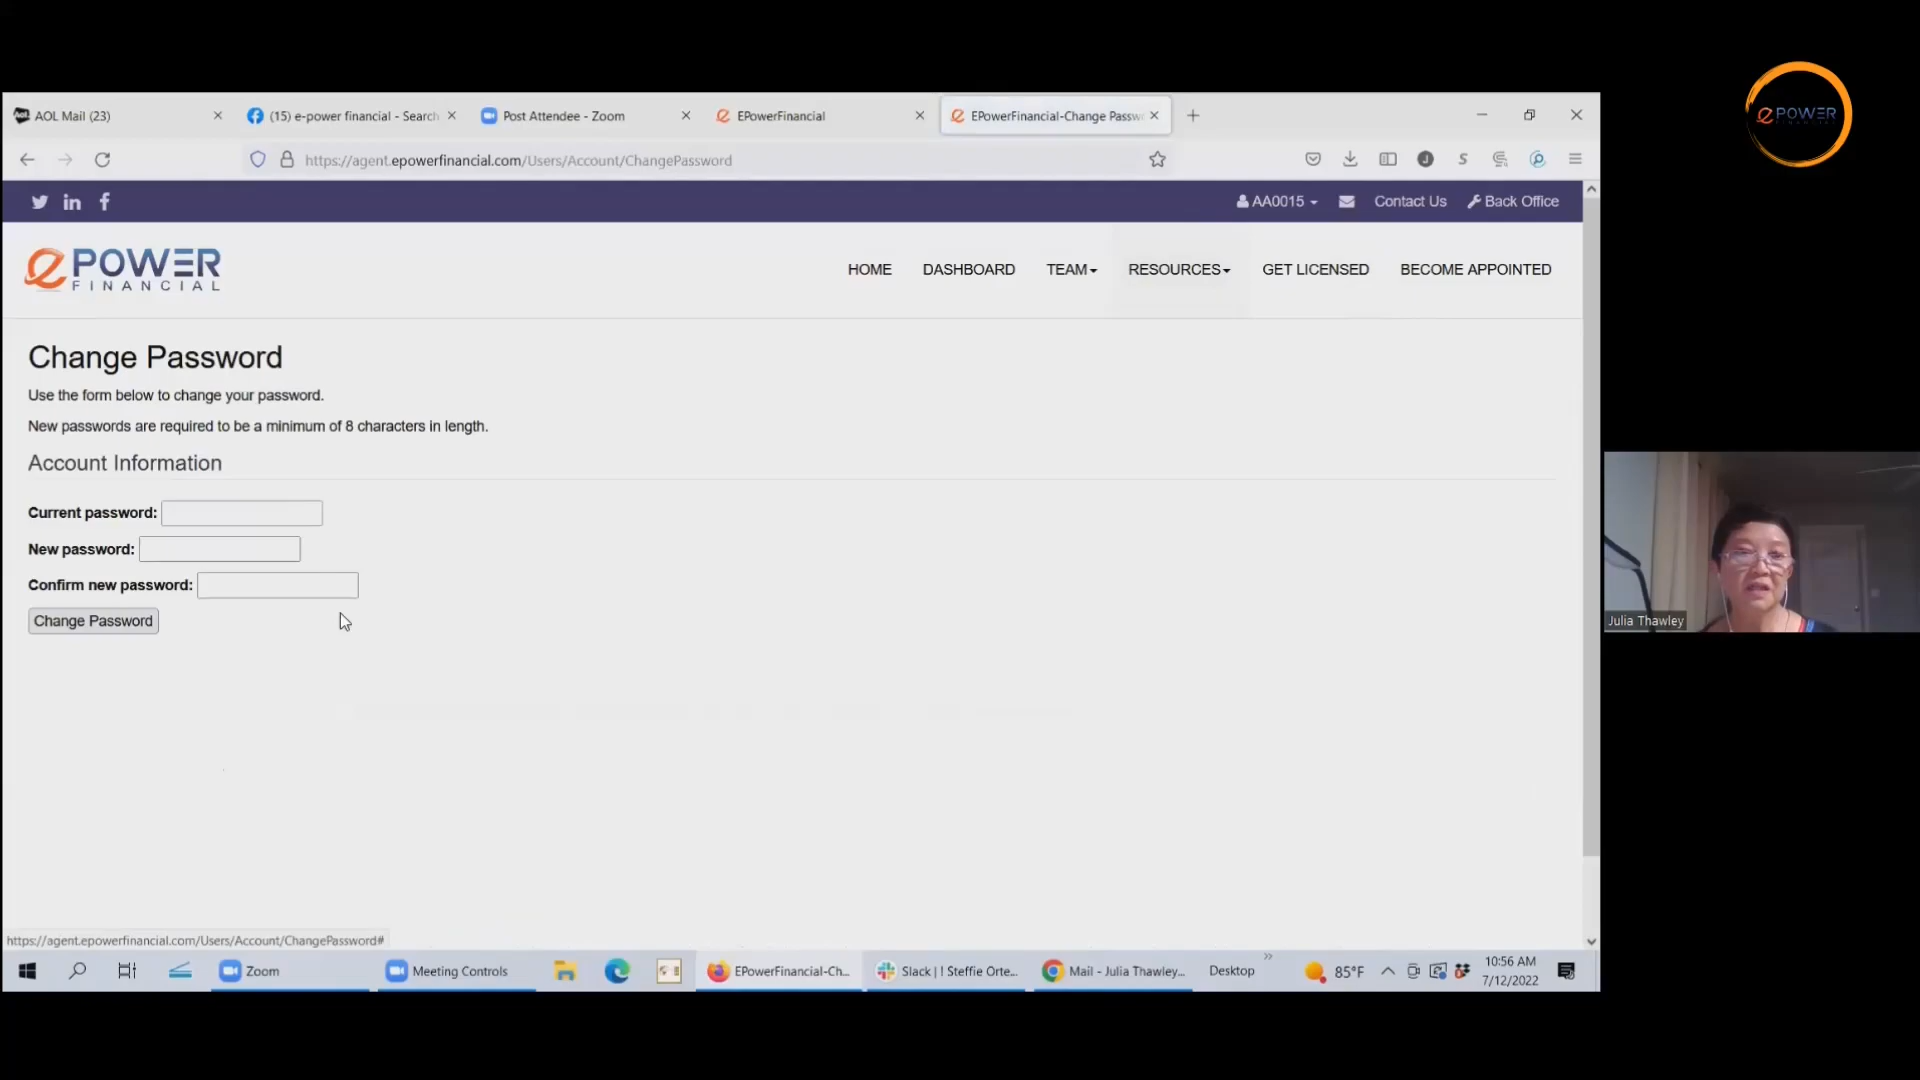 AOL Mail (23)
(15) e-power financial - Search
Post Attendee - Zoom
EPowerFinancial
EPowerFinancial-Change Passw
https://agent.epowerfinancial.com/Users/Account/ChangePassword
AA0015
Contact Us
Back Office
ePOWER
FINANCIAL
HOME
DASHBOARD
TEAM
RESOURCES
GET LICENSED
BECOME APPOINTED
Change Password
Use the form below to change your password.
New passwords are required to be a minimum of 8 characters in length.
Account Information
Current password:
New password:
Confirm new password:
Change Password
https://agent.epowerfinancial.com/Users/Account/ChangePassword#
Zoom
Meeting Controls
EPowerFinancial-Ch...
Slack | ! Steffie Orte...
Mail - Julia Thawley...
Desktop
85°F
10:56 AM
7/12/2022
ePOWER
FINANCIAL
Julia Thawley